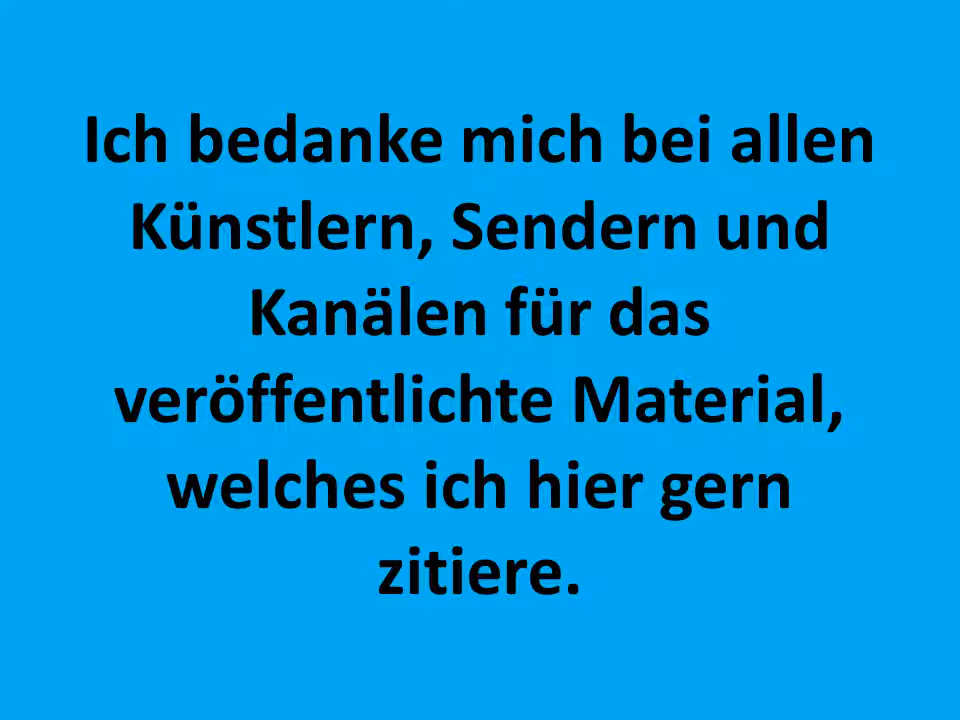 Ich bedanke mich bei allen
Künstlern, Sendern und
Kanälen für das
veröffentlichte Material,
welches ich hier gern
zitiere.